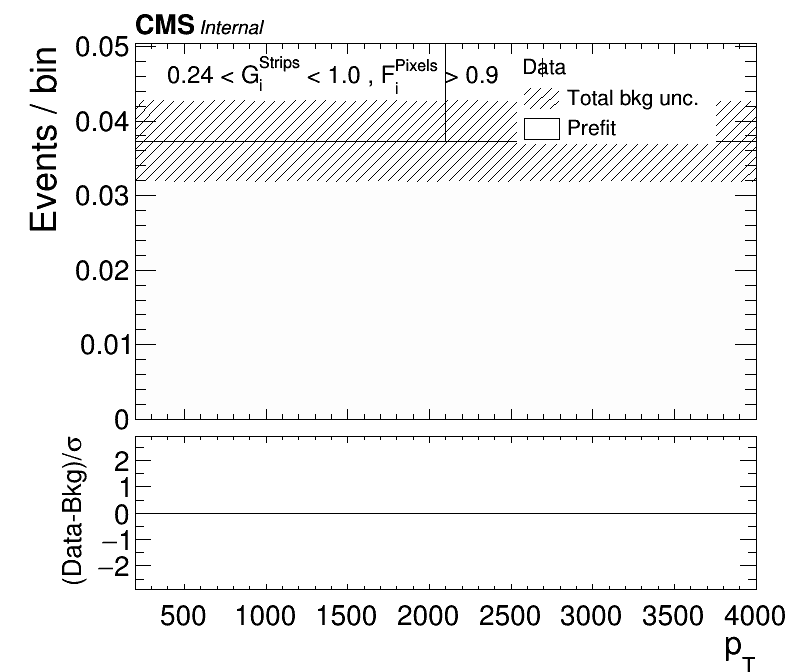 CMS Internal
0.24 < G_i^Strips < 1.0 , F_i^Pixels > 0.9
Data
Total bkg unc.
Prefit
Events / bin
0.05
0.04
0.03
0.02
0.01
0
(Data-Bkg)/σ
2
1
0
−1
−2
500 1000 1500 2000 2500 3000 3500 4000
p_T